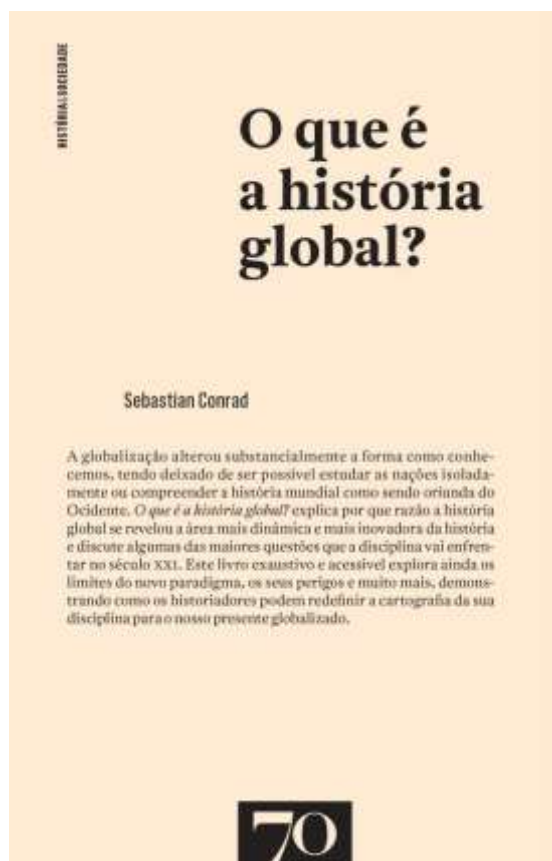 HISTÓRIA&SOCIEDADE
O que é
a história
global?
Sebastian Conrad
A globalização alterou substancialmente a forma como conhe-
cemos, tendo deixado de ser possível estudar as nações isolada-
mente ou compreender a história mundial como sendo oriunda do
Ocidente. O que é a história global? explica por que razão a história
global se revelou a área mais dinâmica e mais inovadora da história
e discute algumas das maiores questões que a disciplina vai enfren-
tar no século XXI. Este livro exaustivo e acessível explora ainda os
limites do novo paradigma, os seus perigos e muito mais, demons-
trando como os historiadores podem redefinir a cartografia da sua
disciplina para o nosso presente globalizado.
70